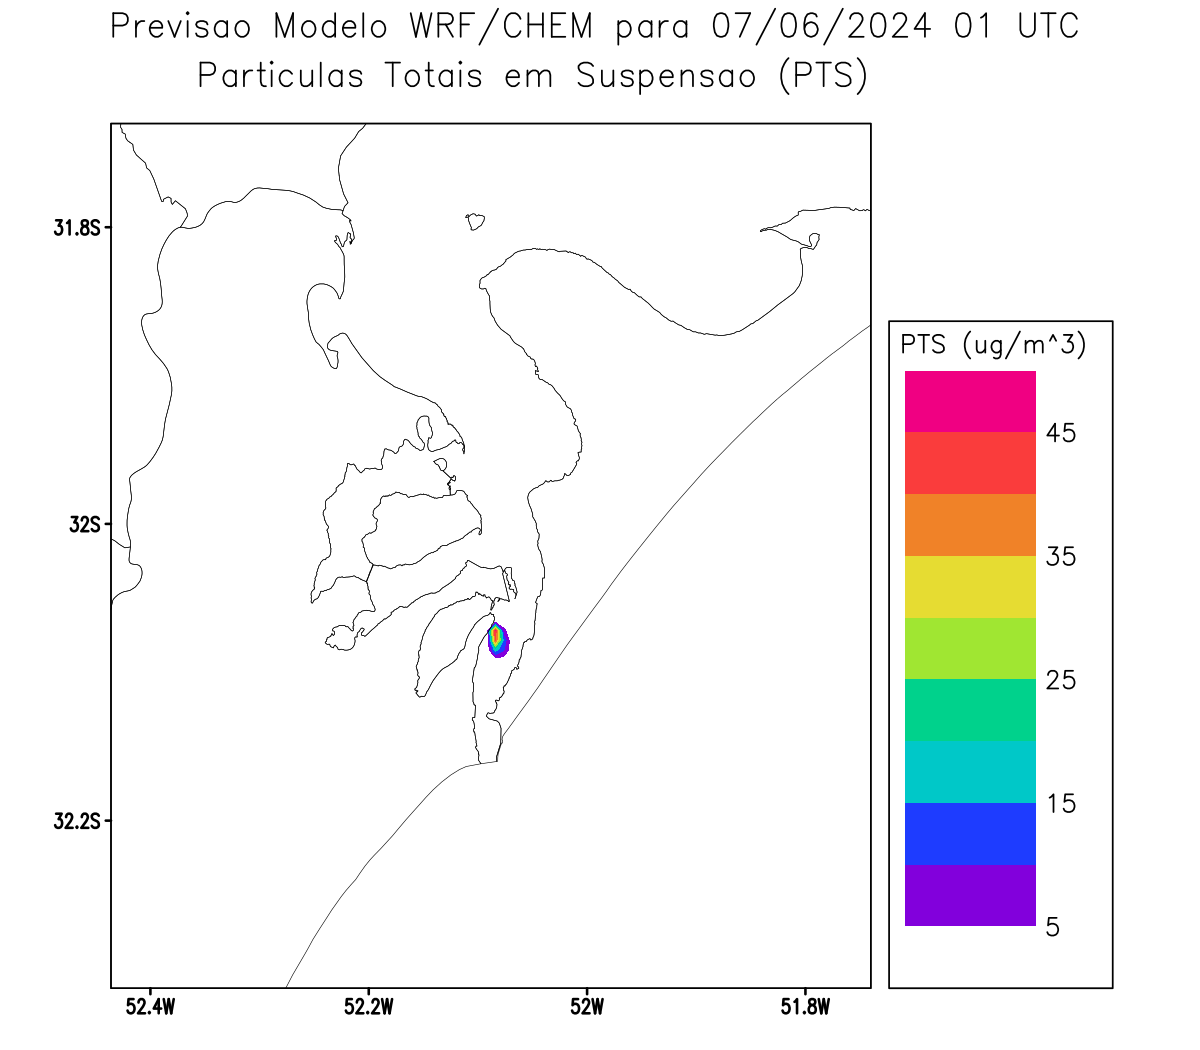 Previsao Modelo WRF/CHEM para 07/06/2024 01 UTC
Particulas Totais em Suspensao (PTS)
31.8S
32S
32.2S
52.4W
52.2W
52W
51.8W
PTS (ug/m^3)
45
35
25
15
5